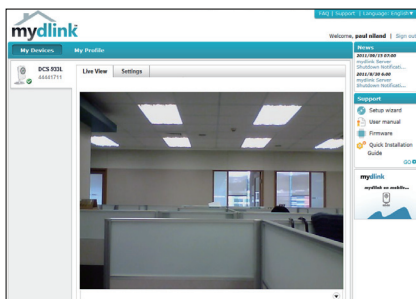 FAQ | Support | Language: English
mydlink
Welcome, paul niland | Sign out
My Devices
My Profile
DCS 933L
44441711
Live View
Settings
News
2011/09/15 07:00
mydlink Server
Shutdown Notificati...
2011/8/30 6:00
mydlink Server
Shutdown Notificati...
Support
Setup wizard
User manual
Firmware
Quick Installation
Guide
GO
mydlink
mydlink on mobile...